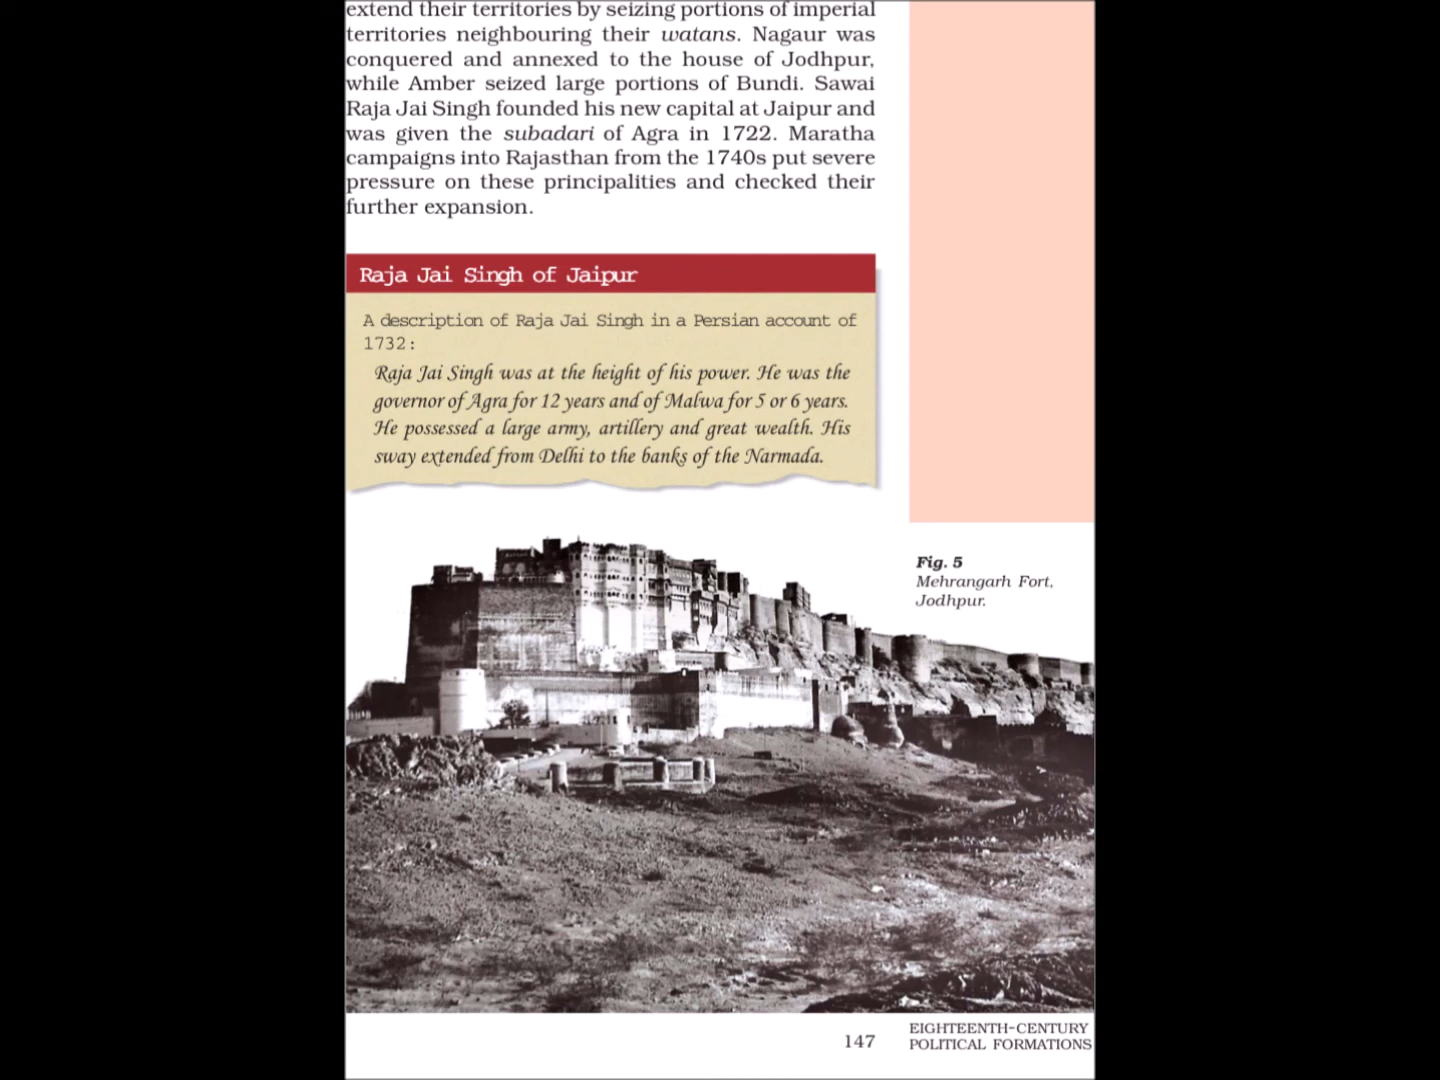 extend their territories by seizing portions of imperial
territories neighbouring their watans. Nagaur was
conquered and annexed to the house of Jodhpur,
while Amber seized large portions of Bundi. Sawai
Raja Jai Singh founded his new capital at Jaipur and
was given the subadari of Agra in 1722. Maratha
campaigns into Rajasthan from the 1740s put severe
pressure on these principalities and checked their
further expansion.
Raja Jai Singh of Jaipur
A description of Raja Jai Singh in a Persian account of
1732:
Raja Jai Singh was at the height of his power. He was the
governor of Agra for 12 years and of Malwa for 5 or 6 years.
He possessed a large army, artillery and great wealth. His
sway extended from Delhi to the banks of the Narmada.
Fig. 5
Mehrangarh Fort,
Jodhpur.
147
EIGHTEENTH-CENTURY
POLITICAL FORMATIONS